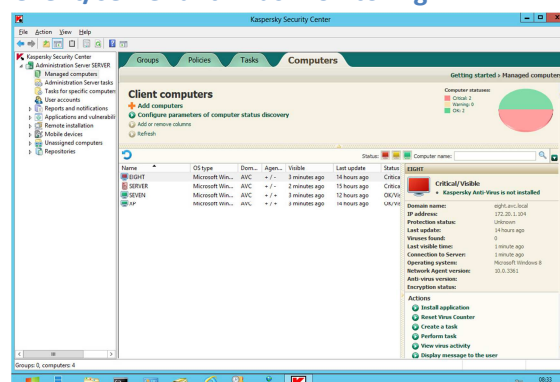 Kaspersky Security Center
File Action View Help
Kaspersky Security Center
Administration Server SERVER
Managed computers
Administration Server tasks
Tasks for specific computers
User accounts
Reports and notifications
Applications and vulnerabili
Remote installation
Mobile devices
Unassigned computers
Repositories
Groups Policies Tasks Computers
Getting started › Managed computers
Client computers
Add computers
Configure parameters of computer status discovery
Add or remove columns
Refresh
Computer statuses:
Critical: 2
Warning: 0
OK: 2
Status: Computer name:
Name OS type Dom... Agen... Visible Last update Status
EIGHT Microsoft Win... AVC + / - 3 minutes ago 14 hours ago Critica
SERVER Microsoft Win... AVC + / - 2 minutes ago 15 hours ago Critica
SEVEN Microsoft Win... AVC + / + 3 minutes ago 12 hours ago OK/Vis
XP Microsoft Win... AVC + / + 3 minutes ago 14 hours ago OK/Vis
EIGHT
Critical/Visible
Kaspersky Anti-Virus is not installed
Domain name: eight.avc.local
IP address: 172.20.1.104
Protection status: Unknown
Last update: 14 hours ago
Viruses found: 0
Last visible time: 1 minute ago
Connection to Server: 1 minute ago
Operating system: Microsoft Windows 8
Network Agent version: 10.0.3361
Anti-virus version:
Encryption status:
Actions
Install application
Reset Virus Counter
Create a task
Perform task
View virus activity
Display message to the user
Groups: 0, computers: 4
08:33